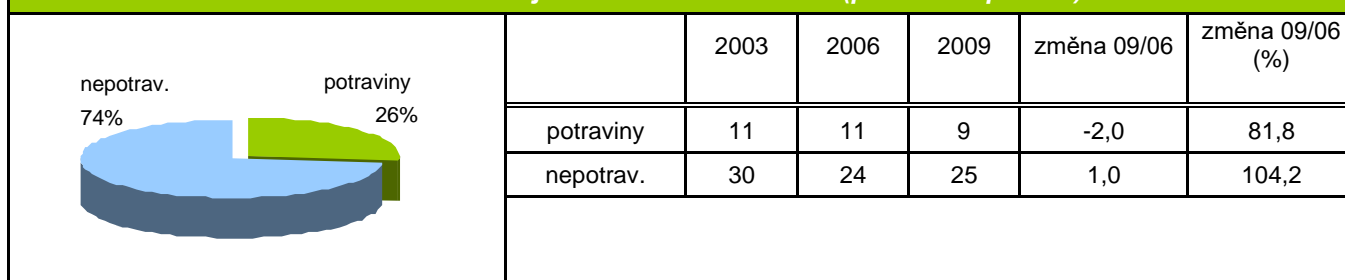 nepotrav.
74%
potraviny
26%
2003 2006 2009 změna 09/06 změna 09/06
(%)
potraviny 11 11 9 -2,0 81,8
nepotrav. 30 24 25 1,0 104,2